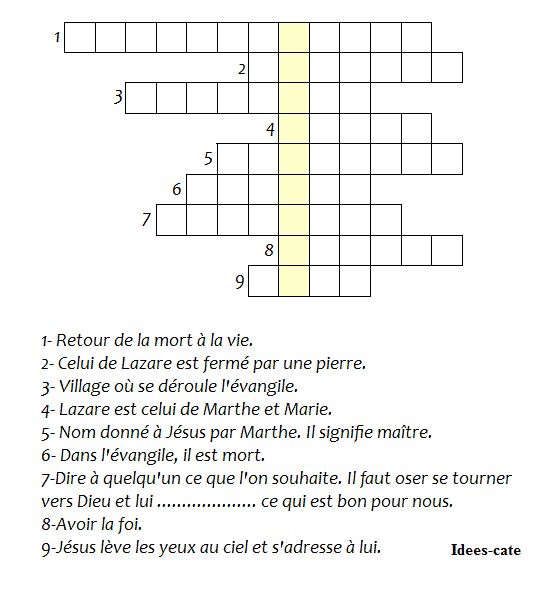 1
2
3
4
5
6
7
8
9
1- Retour de la mort à la vie.
2- Celui de Lazare est fermé par une pierre.
3- Village où se déroule l'évangile.
4- Lazare est celui de Marthe et Marie.
5- Nom donné à Jésus par Marthe. Il signifie maître.
6- Dans l'évangile, il est mort.
7-Dire à quelqu'un ce que l'on souhaite. Il faut oser se tourner
vers Dieu et lui .................... ce qui est bon pour nous.
8-Avoir la foi.
9-Jésus lève les yeux au ciel et s'adresse à lui.
Idees-cate